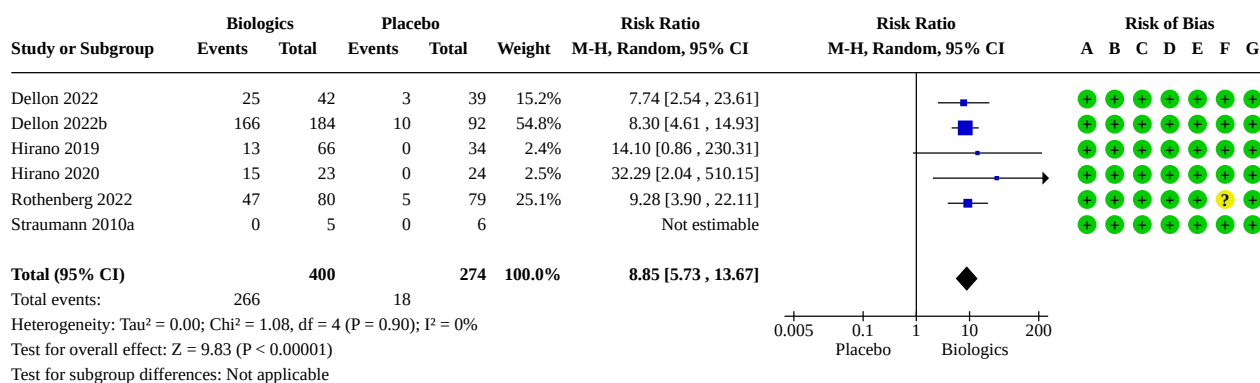 Biologics Placebo Risk Ratio Risk Ratio Risk of Bias
Study or Subgroup Events Total Events Total Weight M-H, Random, 95% CI M-H, Random, 95% CI A B C D E F G
Dellon 2022 25 42 3 39 15.2% 7.74 [2.54 , 23.61] + + + + + + +
Dellon 2022b 166 184 10 92 54.8% 8.30 [4.61 , 14.93] + + + + + + +
Hirano 2019 13 66 0 34 2.4% 14.10 [0.86 , 230.31] + + + + + + +
Hirano 2020 15 23 0 24 2.5% 32.29 [2.04 , 510.15] + + + + + + +
Rothenberg 2022 47 80 5 79 25.1% 9.28 [3.90 , 22.11] + + + + + ? +
Straumann 2010a 0 5 0 6 Not estimable + + + + + + +
Total (95% CI) 400 274 100.0% 8.85 [5.73 , 13.67]
Total events: 266 18
Heterogeneity: Tau² = 0.00; Chi² = 1.08, df = 4 (P = 0.90); I² = 0%
0.005 0.1 1 10 200
Test for overall effect: Z = 9.83 (P < 0.00001)
Placebo Biologics
Test for subgroup differences: Not applicable